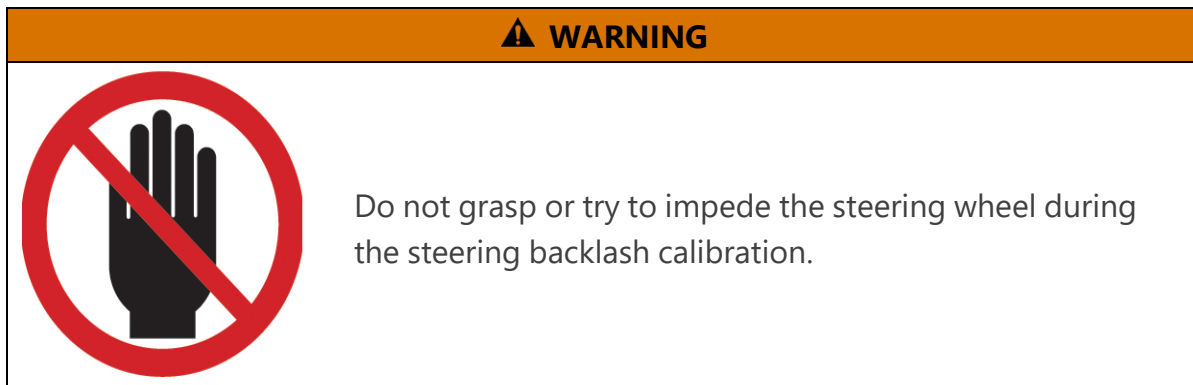 WARNING
Do not grasp or try to impede the steering wheel during
the steering backlash calibration.